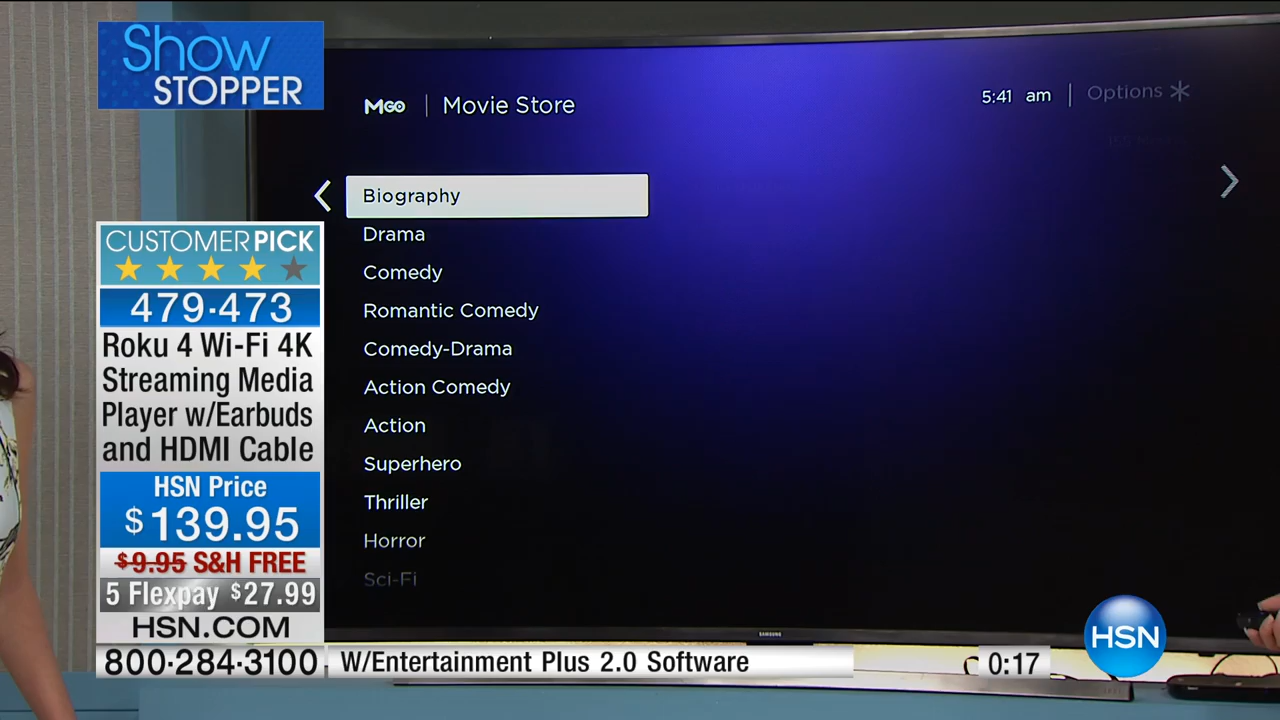 Show
STOPPER
MGO | Movie Store
5:41 am | Options
Biography
Drama
Comedy
Romantic Comedy
Comedy-Drama
Action Comedy
Action
Superhero
Thriller
Horror
Sci-Fi
CUSTOMER PICK
479·473
Roku 4 Wi-Fi 4K
Streaming Media
Player w/Earbuds
and HDMI Cable
HSN Price
$139.95
$9.95 S&H FREE
5 Flexpay $27.99
HSN.COM
800·284·3100
W/Entertainment Plus 2.0 Software
0:17
HSN
SAMSUNG